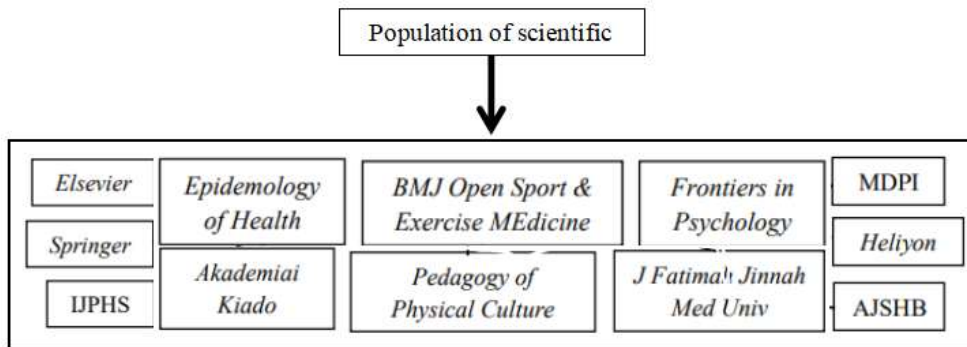 Population of scientific
Elsevier
Epidemology
of Health
BMJ Open Sport &
Exercise MEdicine
Frontiers in
Psychology
MDPI
Springer
Heliyon
IJPHS
Akademiai
Kiado
Pedagogy of
Physical Culture
J Fatimah Jinnah
Med Univ
AJSHB